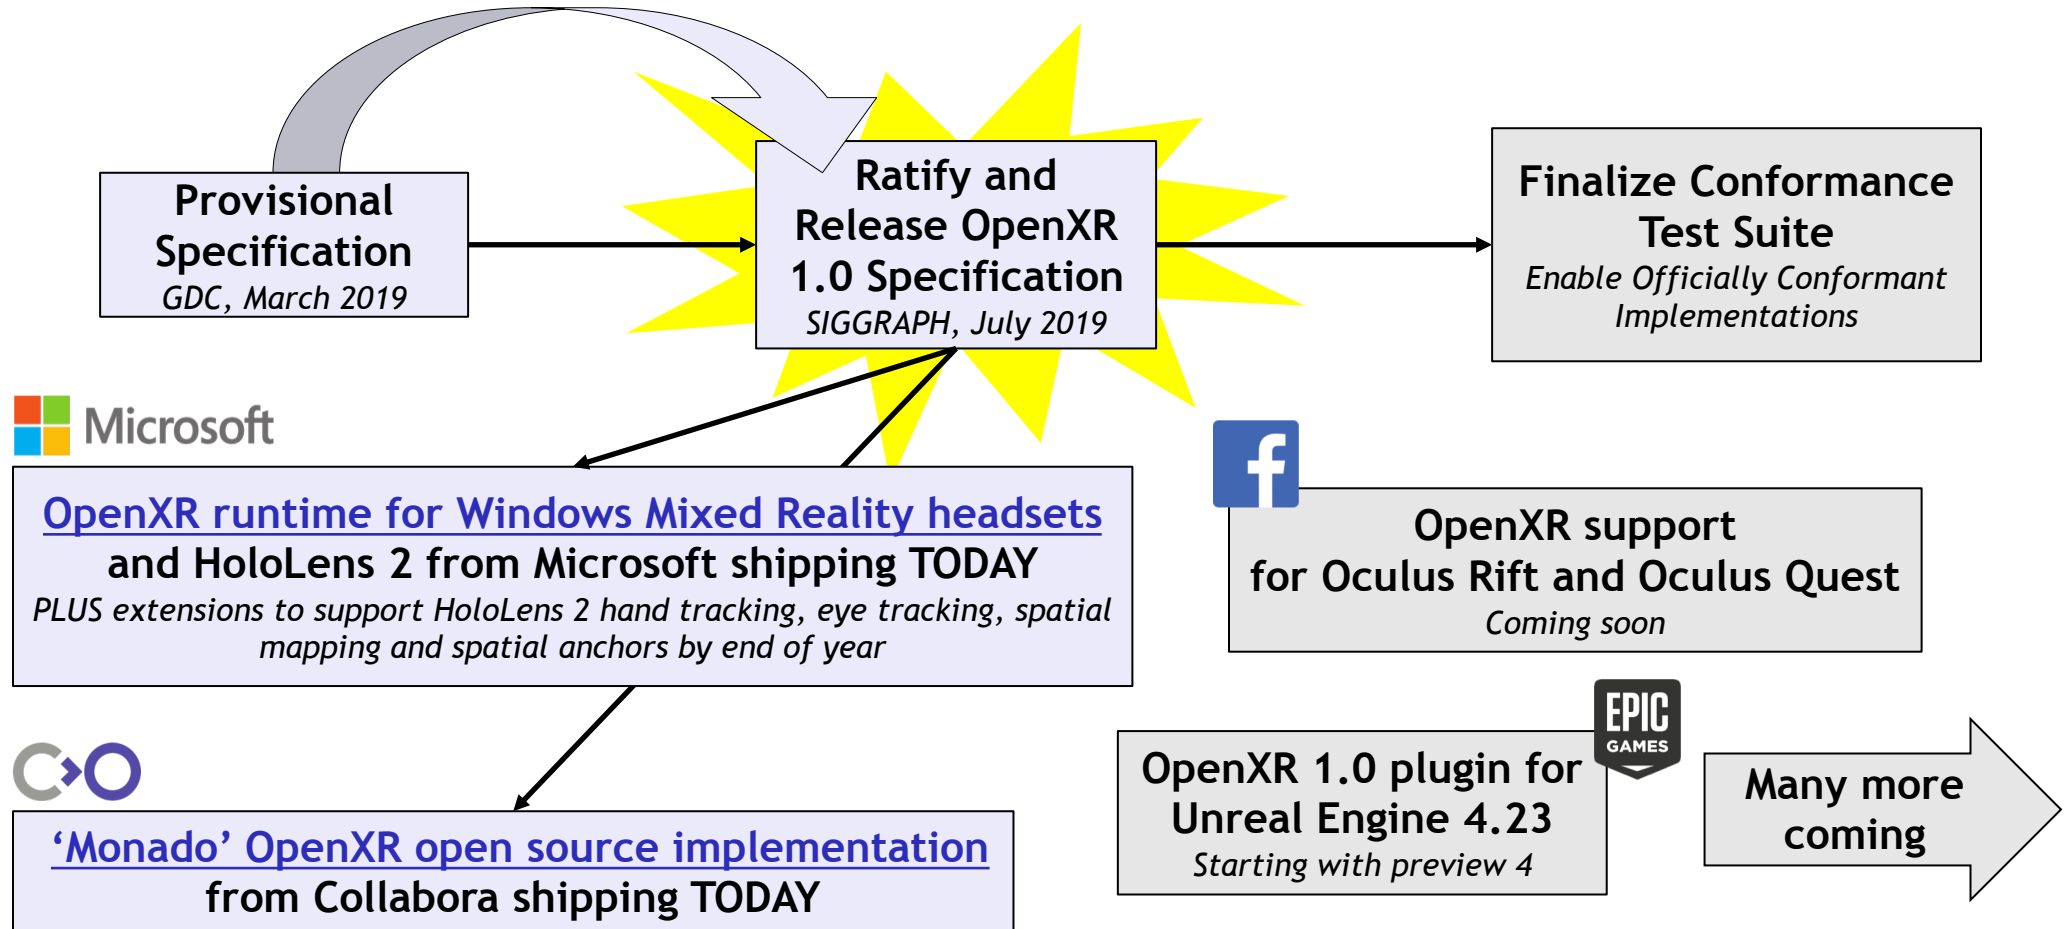 Provisional
Specification
GDC, March 2019
Ratify and
Release OpenXR
1.0 Specification
SIGGRAPH, July 2019
Finalize Conformance
Test Suite
Enable Officially Conformant
Implementations
Microsoft
OpenXR runtime for Windows Mixed Reality headsets
and HoloLens 2 from Microsoft shipping TODAY
PLUS extensions to support HoloLens 2 hand tracking, eye tracking, spatial
mapping and spatial anchors by end of year
f
OpenXR support
for Oculus Rift and Oculus Quest
Coming soon
‘Monado’ OpenXR open source implementation
from Collabora shipping TODAY
EPIC
GAMES
OpenXR 1.0 plugin for
Unreal Engine 4.23
Starting with preview 4
Many more
coming